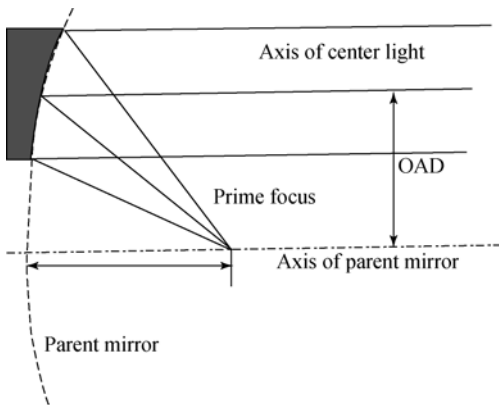 Axis of center light
OAD
Prime focus
Axis of parent mirror
Parent mirror